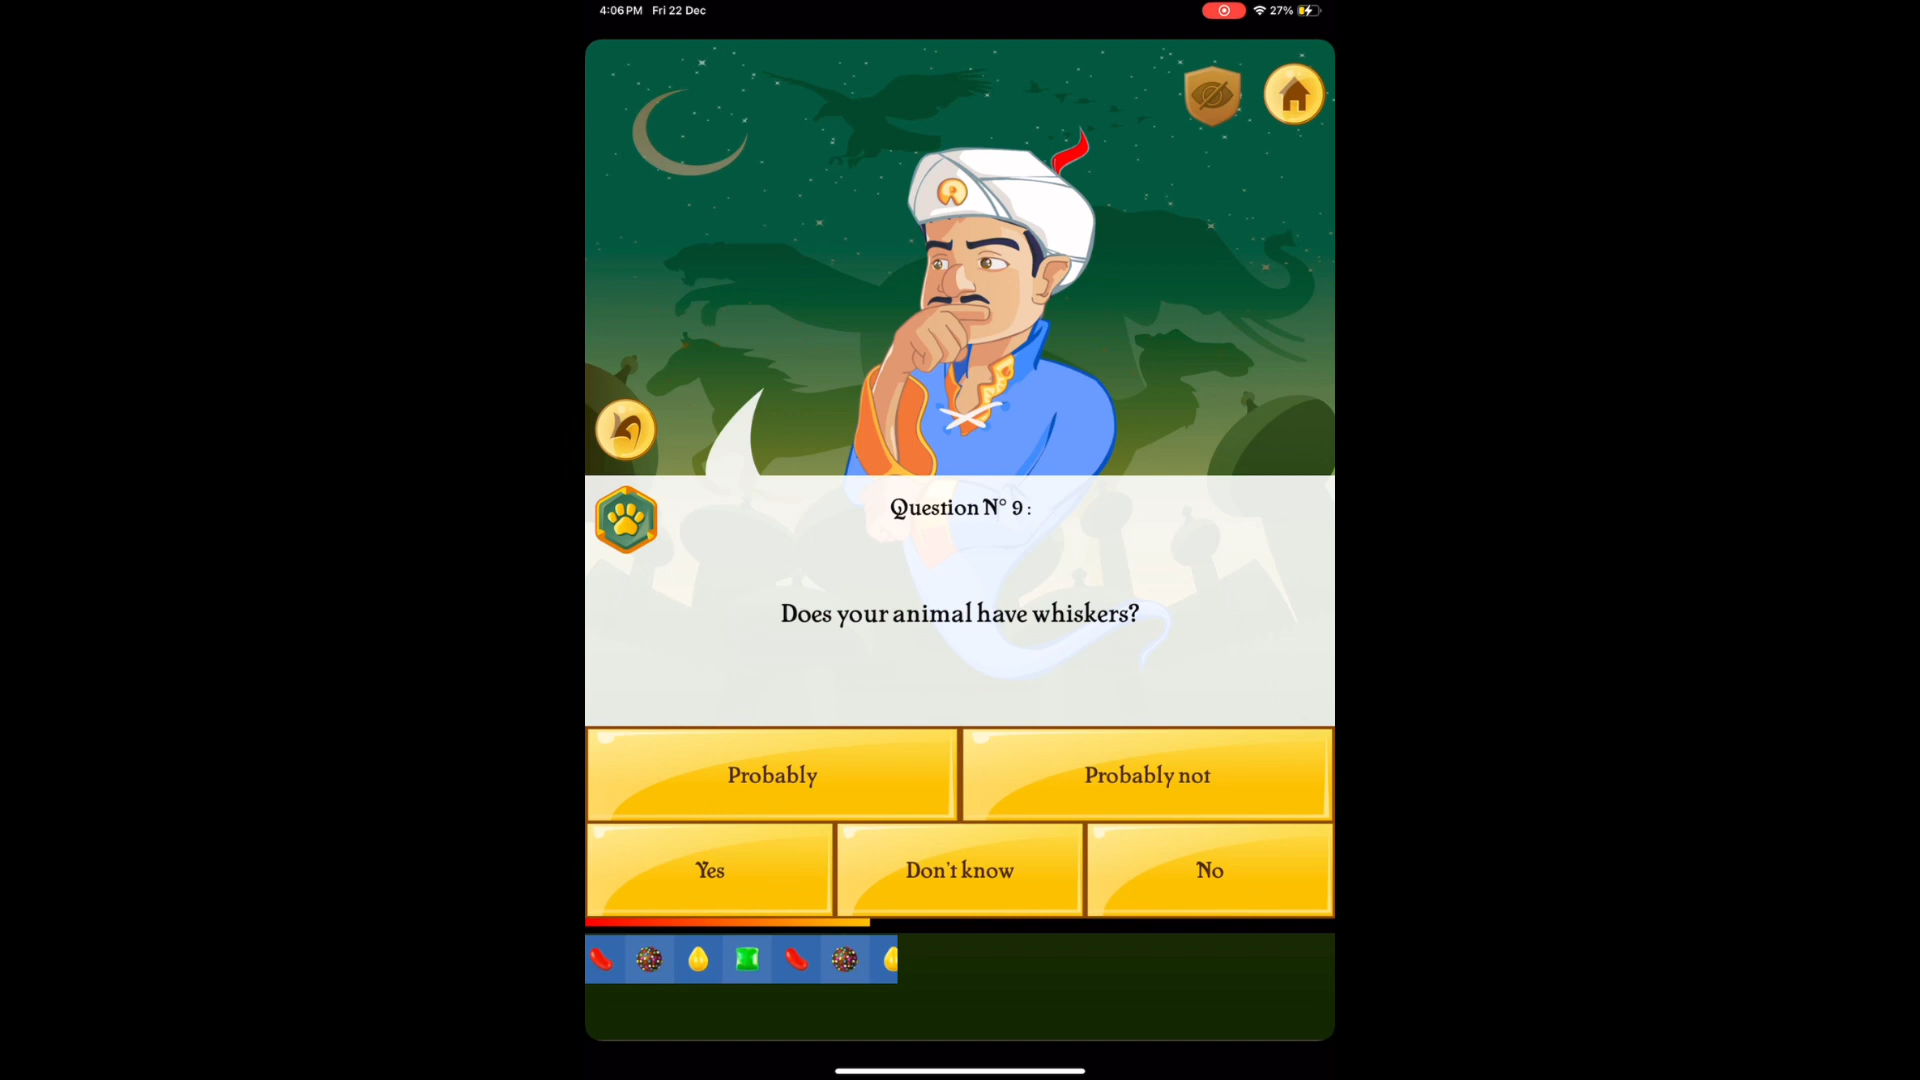 4:06 PM Fri 22 Dec
27%
Question N° 9 :
Does your animal have whiskers?
Probably
Probably not
Yes
Don't know
No